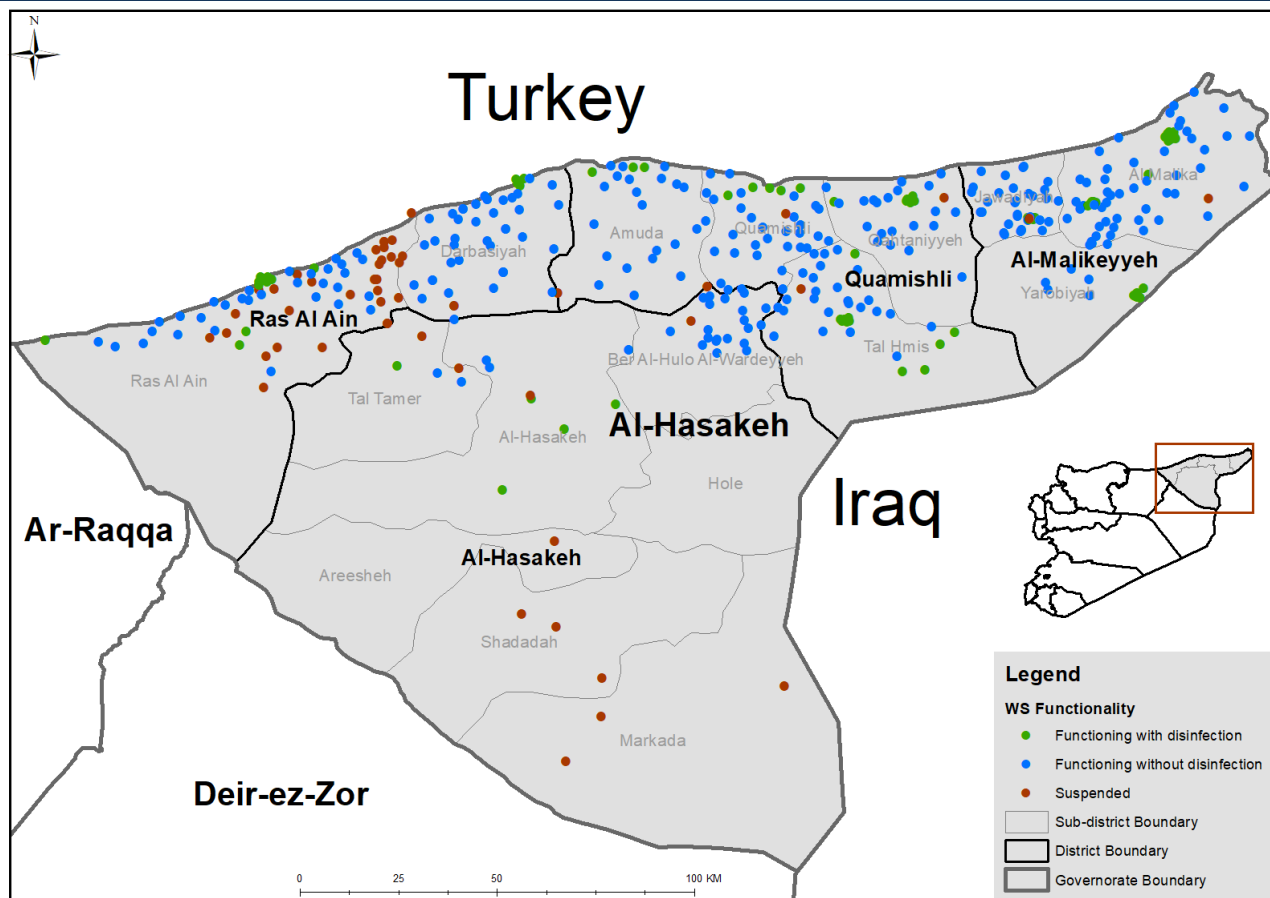 N
Turkey
Al-Malika
Jawadiyah
Amuda
Quamishli
Qahtaniyyeh
Darbasiyah
Al-Malikeyyeh
Quamishli
Yarobiyah
Ras Al Ain
Tal Hmis
Ber Al-Hulo Al-Wardeyyeh
Ras Al Ain
Tal Tamer
Al-Hasakeh
Al-Hasakeh
Hole
Iraq
Ar-Raqqa
Al-Hasakeh
Areesheh
Shadadah
Markada
Deir-ez-Zor
Legend
WS Functionality
Functioning with disinfection
Functioning without disinfection
Suspended
Sub-district Boundary
District Boundary
Governorate Boundary
0 25 50 100 KM